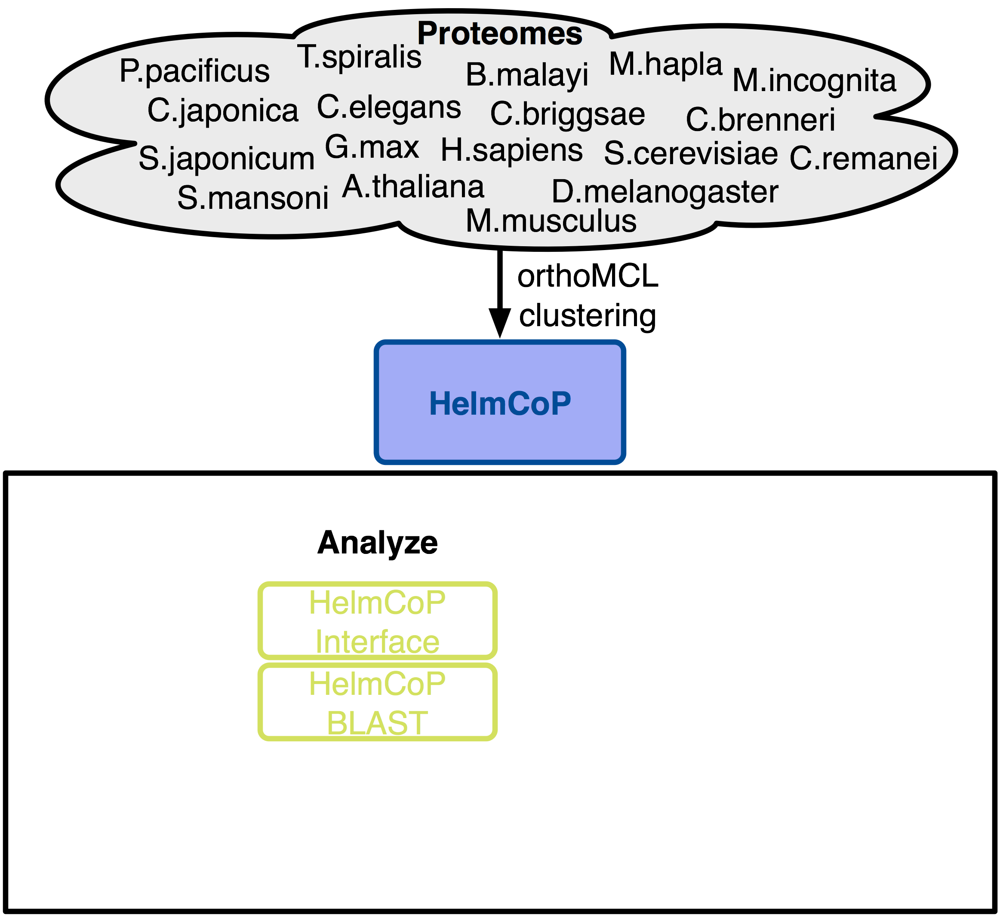 Proteomes
P.pacificus T.spiralis B.malayi M.hapla M.incognita
C.japonica C.elegans C.briggsae C.brenneri
S.japonicum G.max H.sapiens S.cerevisiae C.remanei
S.mansoni A.thaliana D.melanogaster
M.musculus
orthoMCL
clustering
HelmCoP
Analyze
HelmCoP
Interface
HelmCoP
BLAST